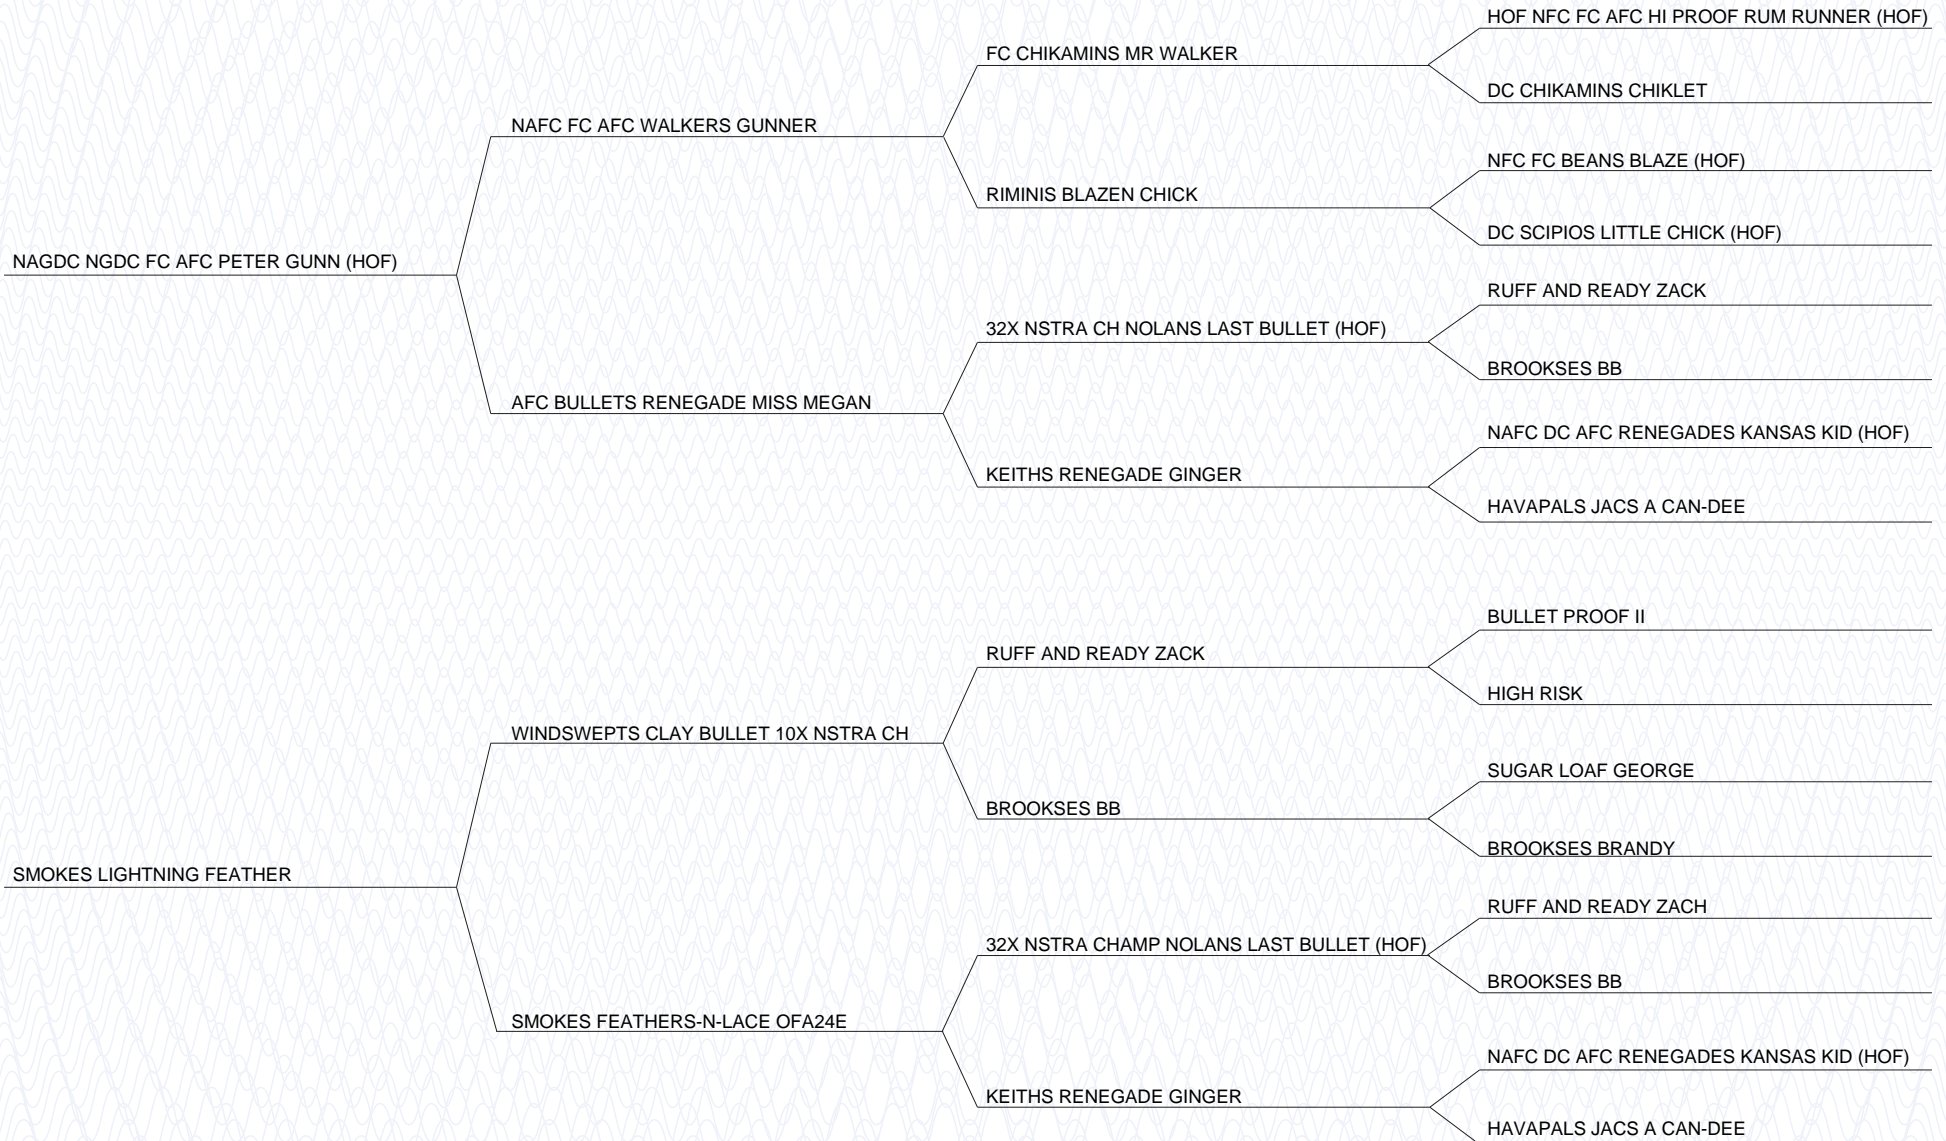 HOF NFC FC AFC HI PROOF RUM RUNNER (HOF)
FC CHIKAMINS MR WALKER
DC CHIKAMINS CHIKLET
NAFC FC AFC WALKERS GUNNER
NFC FC BEANS BLAZE (HOF)
RIMINIS BLAZEN CHICK
DC SCIPIOS LITTLE CHICK (HOF)
NAGDC NGDC FC AFC PETER GUNN (HOF)
RUFF AND READY ZACK
32X NSTRA CH NOLANS LAST BULLET (HOF)
BROOKSES BB
AFC BULLETS RENEGADE MISS MEGAN
NAFC DC AFC RENEGADES KANSAS KID (HOF)
KEITHS RENEGADE GINGER
HAVAPALS JACS A CAN-DEE
BULLET PROOF II
RUFF AND READY ZACK
HIGH RISK
WINDSWEPTS CLAY BULLET 10X NSTRA CH
SUGAR LOAF GEORGE
BROOKSES BB
BROOKSES BRANDY
SMOKES LIGHTNING FEATHER
RUFF AND READY ZACH
32X NSTRA CHAMP NOLANS LAST BULLET (HOF)
BROOKSES BB
SMOKES FEATHERS-N-LACE OFA24E
NAFC DC AFC RENEGADES KANSAS KID (HOF)
KEITHS RENEGADE GINGER
HAVAPALS JACS A CAN-DEE